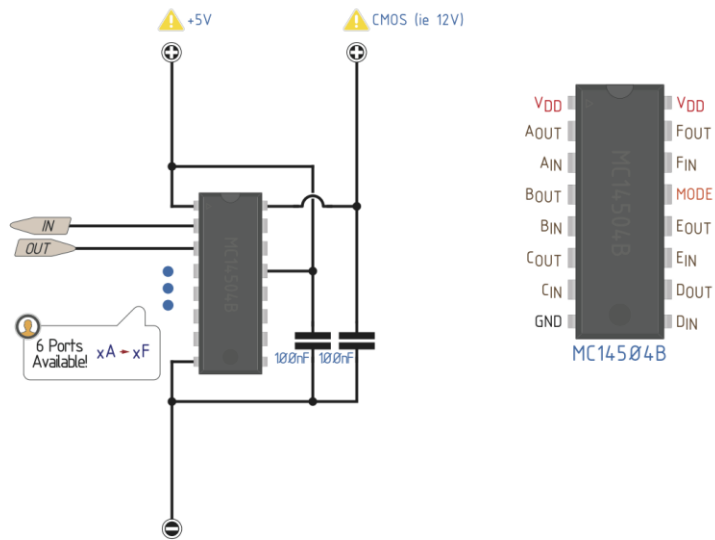 +5V
CMOS (ie 12V)
IN
OUT
MC14504B
6 Ports
Available!
xA - xF
100nF
100nF
VDD
AOUT
AIN
BOUT
BIN
COUT
CIN
GND
MC14504B
VDD
FOUT
FIN
MODE
EOUT
EIN
DOUT
DIN
MC14504B